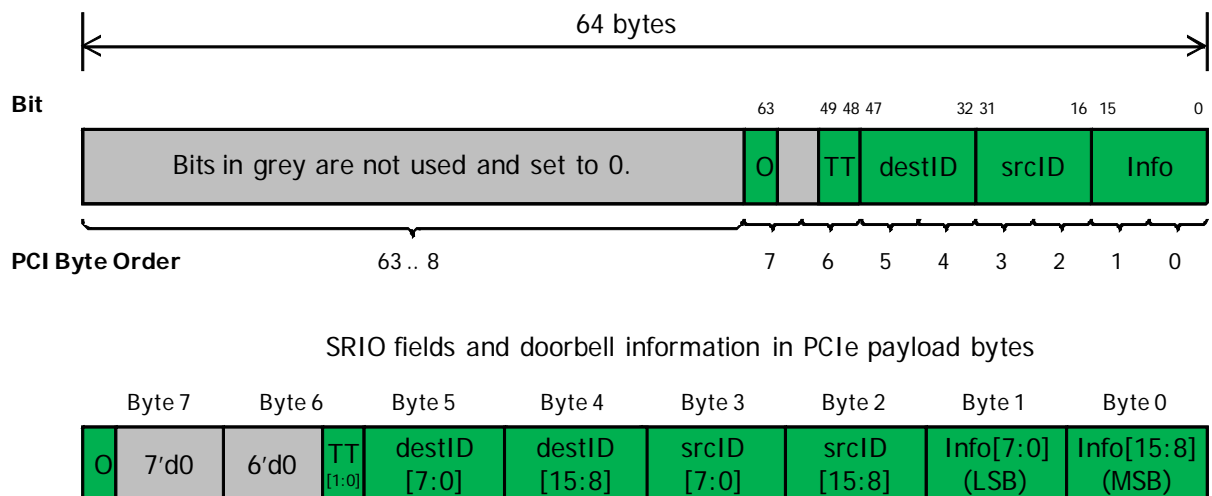 64 bytes
Bit 63 49 48 47 32 31 16 15 0
Bits in grey are not used and set to 0. O TT destID srcID Info
PCI Byte Order 63 .. 8 7 6 5 4 3 2 1 0
SRIO fields and doorbell information in PCIe payload bytes
Byte 7 Byte 6 Byte 5 Byte 4 Byte 3 Byte 2 Byte 1 Byte 0
O 7'd0 6'd0 TT destID destID srcID srcID Info[7:0] Info[15:8]
[1:0] [7:0] [15:8] [7:0] [15:8] (LSB) (MSB)